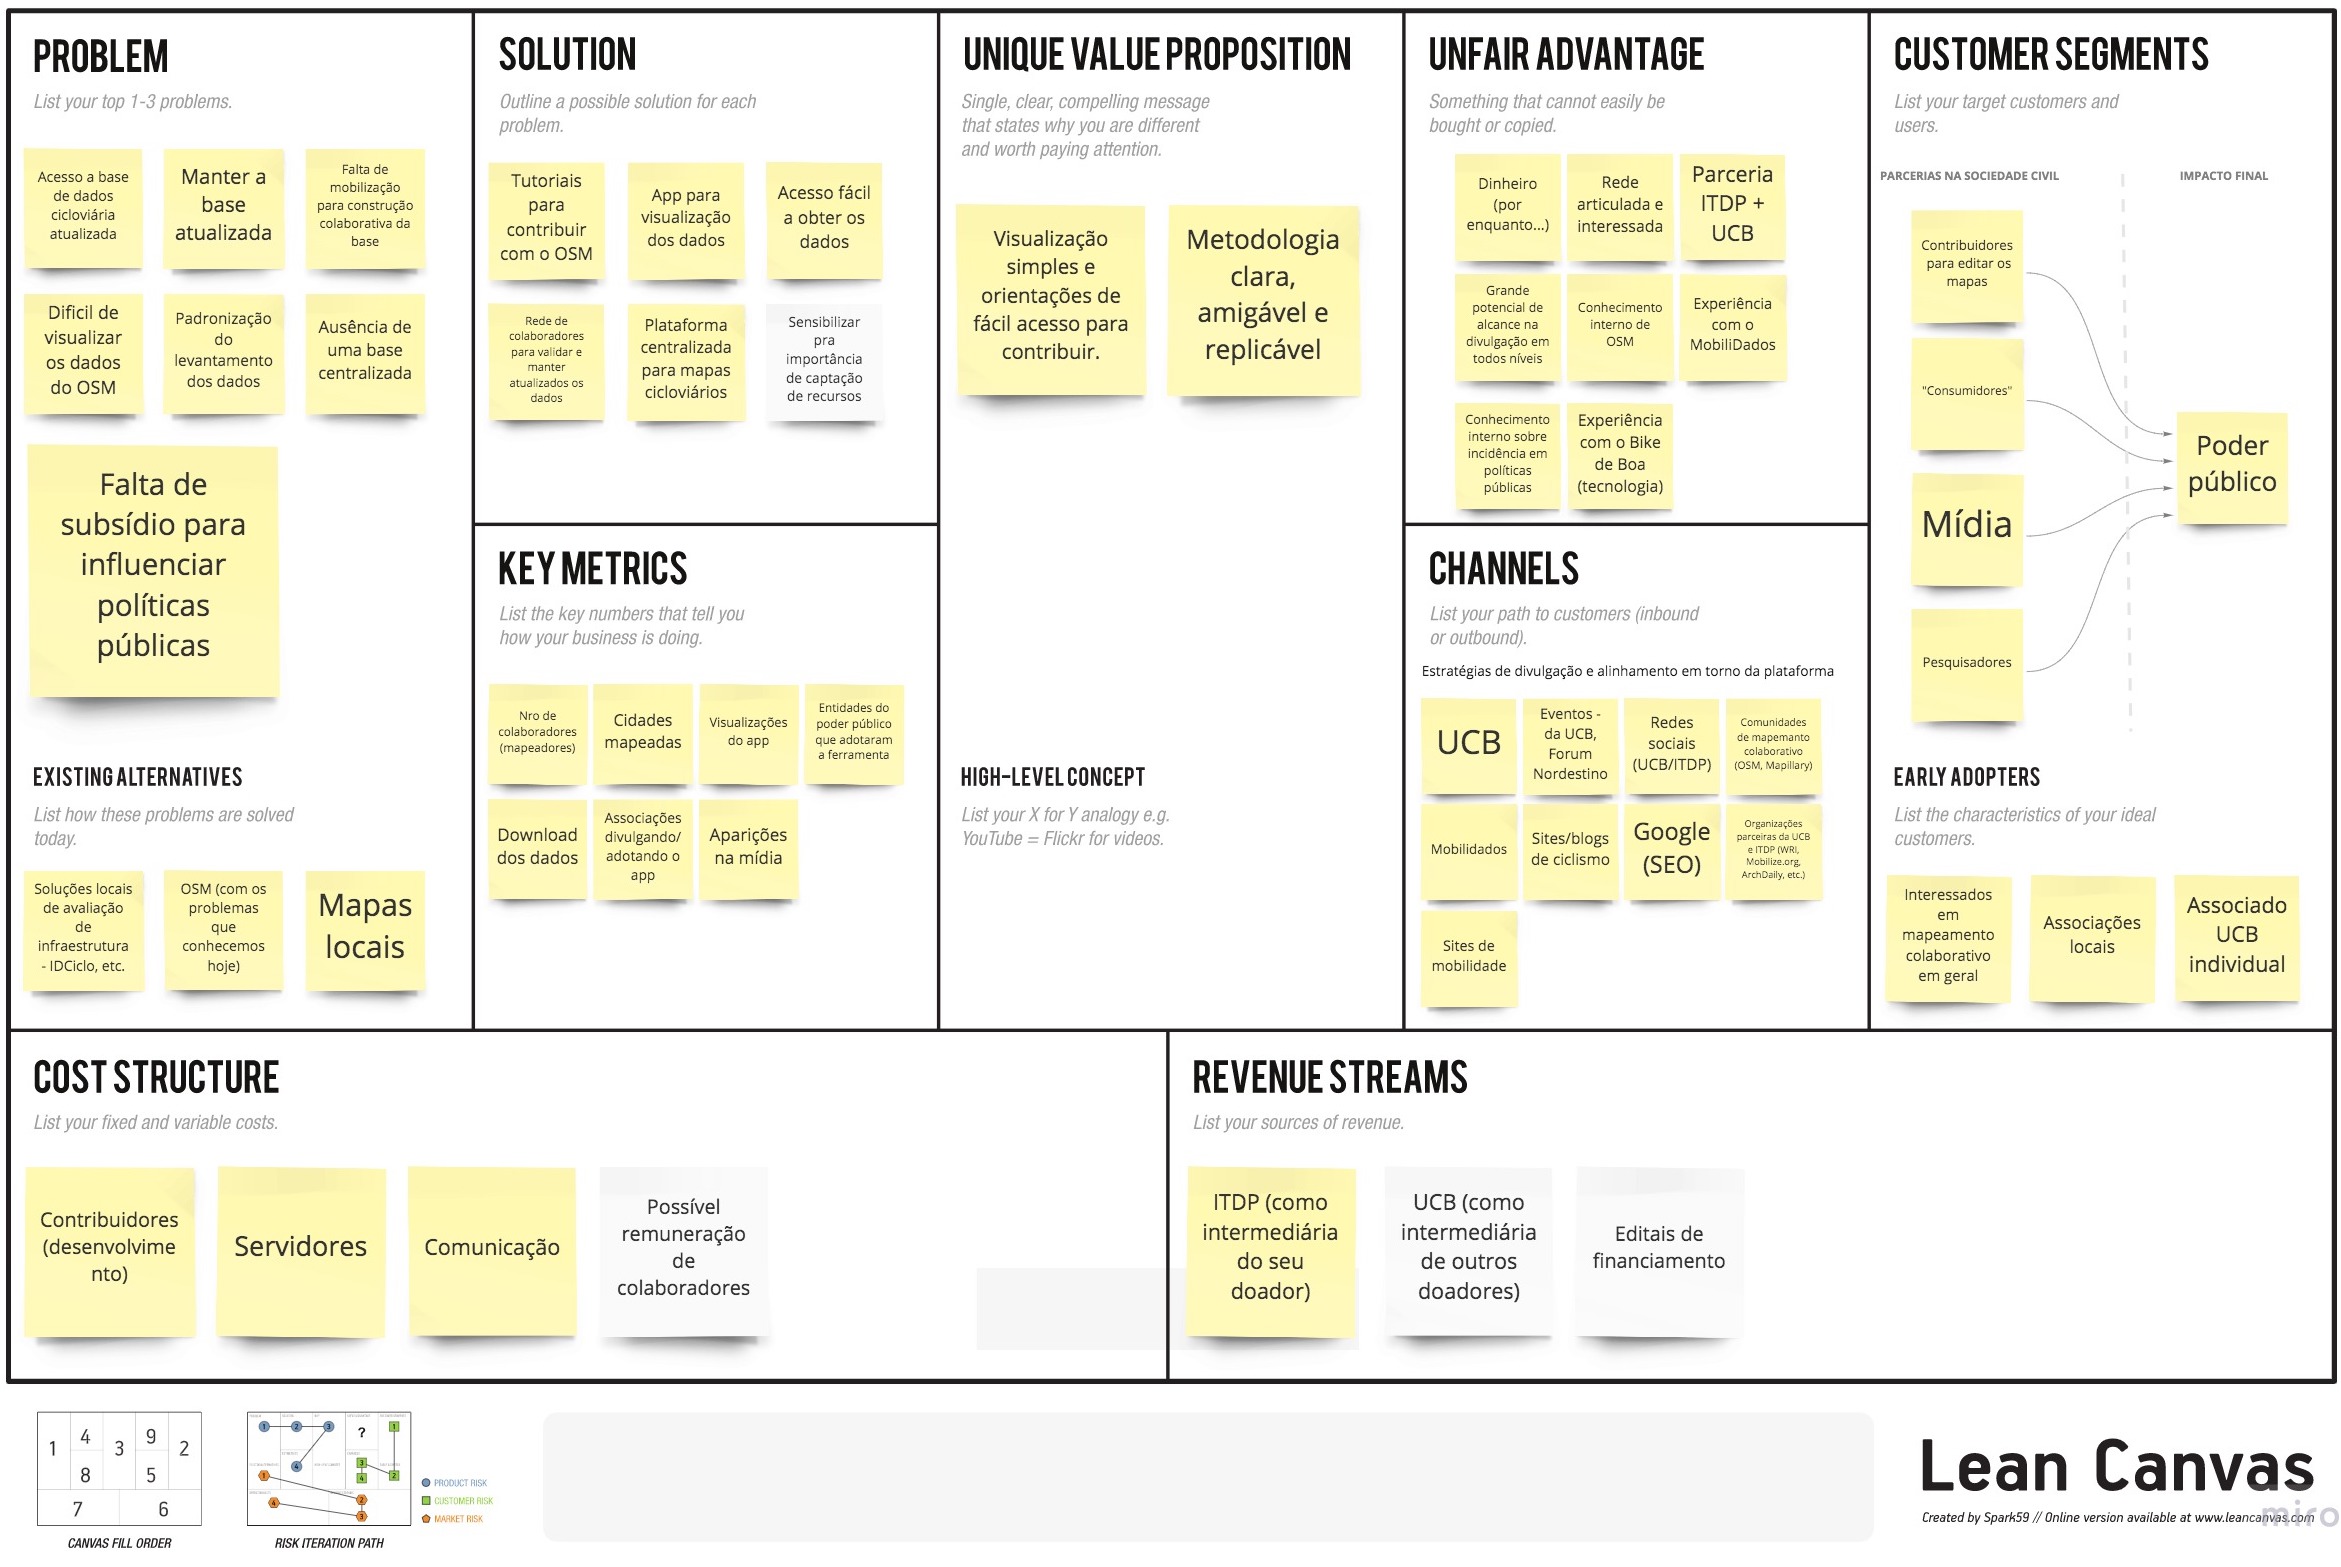 PROBLEM
List your top 1-3 problems.
Acesso a base
de dados
cicloviária
atualizada
Manter a
base
atualizada
Falta de
mobilização
para construção
colaborativa da
base
Dificil de
visualizar
os dados
do OSM
Padronização
do
levantamento
dos dados
Ausência de
uma base
centralizada
Falta de
subsídio para
influenciar
políticas
públicas
EXISTING ALTERNATIVES
List how these problems are solved
today.
Soluções locais
de avaliação
de
infraestrutura
- IDCiclo, etc.
OSM (com os
problemas
que
conhecemos
hoje)
Mapas
locais
SOLUTION
Outline a possible solution for each
problem.
Tutoriais
para
contribuir
com o OSM
App para
visualização
dos dados
Acesso fácil
a obter os
dados
Rede de
colaboradores
para validar e
manter
atualizados os
dados
Plataforma
centralizada
para mapas
cicloviários
Sensibilizar
pra
importância
de captação
de recursos
KEY METRICS
List the key numbers that tell you
how your business is doing.
Nro de
colaboradores
(mapeadores)
Cidades
mapeadas
Visualizações
do app
Entidades do
poder público
que adotaram
a ferramenta
Download
dos dados
Associações
divulgando/
adotando o
app
Aparições
na mídia
UNIQUE VALUE PROPOSITION
Single, clear, compelling message
that states why you are different
and worth paying attention.
Visualização
simples e
orientações de
fácil acesso para
contribuir.
Metodologia
clara,
amigável e
replicável
HIGH-LEVEL CONCEPT
List your X for Y analogy e.g.
YouTube = Flickr for videos.
UNFAIR ADVANTAGE
Something that cannot easily be
bought or copied.
Dinheiro
(por
enquanto...)
Rede
articulada e
interessada
Parceria
ITDP +
UCB
Grande
potencial de
alcance na
divulgação em
todos níveis
Conhecimento
interno de
OSM
Experiência
com o
MobiliDados
Conhecimento
interno sobre
incidência em
políticas
públicas
Experiência
com o Bike
de Boa
(tecnologia)
CHANNELS
List your path to customers (inbound
or outbound).
Estratégias de divulgação e alinhamento em torno da plataforma
UCB
Eventos -
da UCB,
Forum
Nordestino
Redes
sociais
(UCB/ITDP)
Comunidades
de mapemanto
colaborativo
(OSM, Mapillary)
Mobilidados
Sites/blogs
de ciclismo
Google
(SEO)
Organizações
parceiras da UCB
e ITDP (WRI,
Mobilize.org,
ArchDaily, etc.)
Sites de
mobilidade
CUSTOMER SEGMENTS
List your target customers and
users.
PARCERIAS NA SOCIEDADE CIVIL
IMPACTO FINAL
Contribuidores
para editar os
mapas
"Consumidores"
Mídia
Pesquisadores
Poder
público
EARLY ADOPTERS
List the characteristics of your ideal
customers.
Interessados
em
mapeamento
colaborativo
em geral
Associações
locais
Associado
UCB
individual
COST STRUCTURE
List your fixed and variable costs.
Contribuidores
(desenvolvime
nto)
Servidores
Comunicação
Possível
remuneração
de
colaboradores
REVENUE STREAMS
List your sources of revenue.
ITDP (como
intermediária
do seu
doador)
UCB (como
intermediária
de outros
doadores)
Editais de
financiamento
1
4
3
9
2
8
5
7
6
CANVAS FILL ORDER
1
2
3
?
1
4
3
4
2
1
4
2
3
RISK ITERATION PATH
PRODUCT RISK
CUSTOMER RISK
MARKET RISK
Lean Canvas
Created by Spark59 // Online version available at www.leancanvas.com
miro